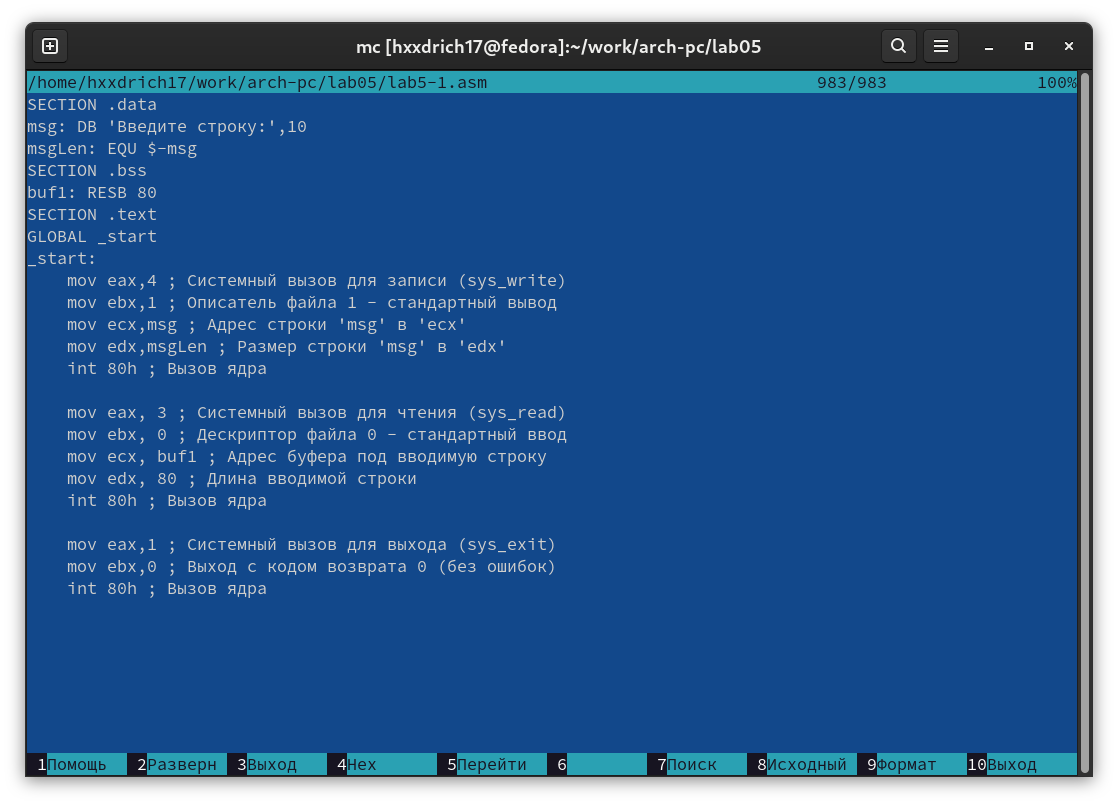 mc [hxxdrich17@fedora]:~/work/arch-pc/lab05
/home/hxxdrich17/work/arch-pc/lab05/lab5-1.asm 983/983 100%
SECTION .data
msg: DB 'Введите строку:',10
msgLen: EQU $-msg
SECTION .bss
buf1: RESB 80
SECTION .text
GLOBAL _start
_start:
    mov eax,4 ; Системный вызов для записи (sys_write)
    mov ebx,1 ; Описатель файла 1 - стандартный вывод
    mov ecx,msg ; Адрес строки 'msg' в 'ecx'
    mov edx,msgLen ; Размер строки 'msg' в 'edx'
    int 80h ; Вызов ядра
    mov eax, 3 ; Системный вызов для чтения (sys_read)
    mov ebx, 0 ; Дескриптор файла 0 - стандартный ввод
    mov ecx, buf1 ; Адрес буфера под вводимую строку
    mov edx, 80 ; Длина вводимой строки
    int 80h ; Вызов ядра
    mov eax,1 ; Системный вызов для выхода (sys_exit)
    mov ebx,0 ; Выход с кодом возврата 0 (без ошибок)
    int 80h ; Вызов ядра
1Помощь 2Разверн 3Выход 4Hex 5Перейти 6 7Поиск 8Исходный 9Формат 10Выход